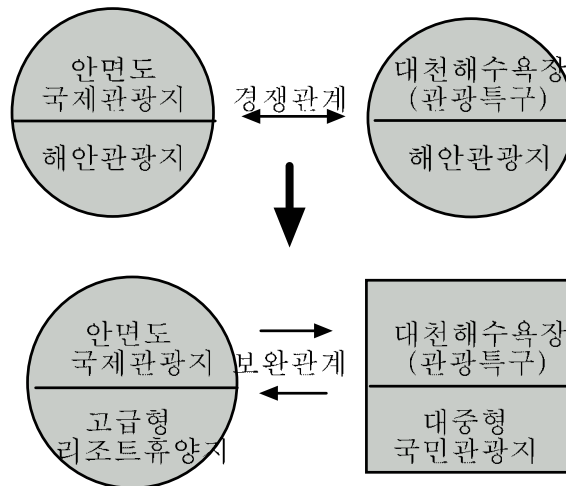 안면도
국제관광지
해안관광지
경쟁관계
대천해수욕장
(관광특구)
해안관광지
안면도
국제관광지
고급형
리조트휴양지
보완관계
대천해수욕장
(관광특구)
대중형
국민관광지